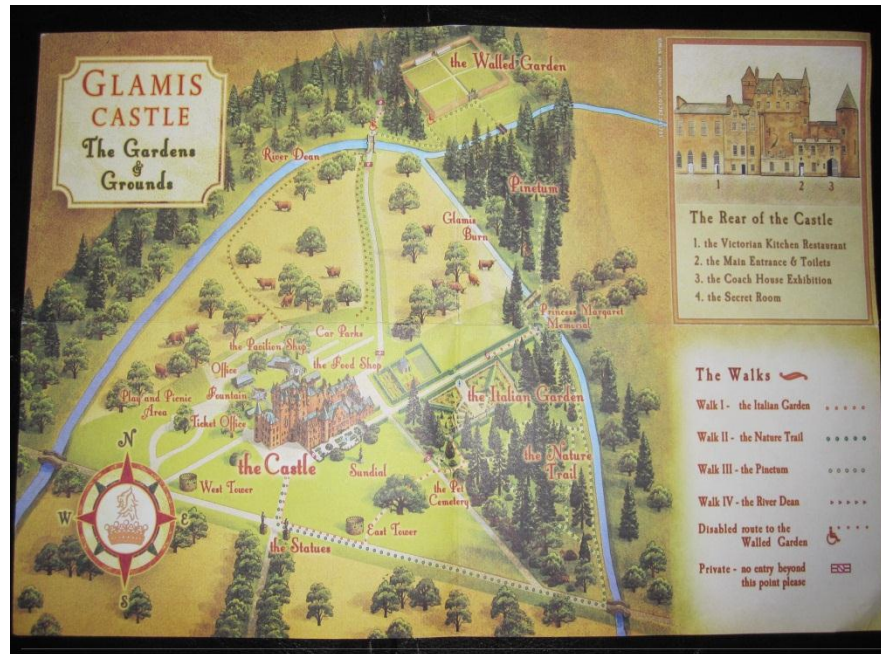 GLAMIS
CASTLE
The Gardens
&
Grounds
the Walled Garden
River Dean
Pinetum
Glamis
Burn
Princess Margaret
Memorial
Car Parks
the Pavilion Shop
the Food Shop
Office
Fountain
Play and Picnic
Area
Ticket Office
the Italian Garden
the Castle
Sundial
the Nature
Trail
the Pet
Cemetery
West Tower
East Tower
the Statues
N
W
E
S
1
2
3
The Rear of the Castle
1. the Victorian Kitchen Restaurant
2. the Main Entrance & Toilets
3. the Coach House Exhibition
4. the Secret Room
The Walks
Walk I - the Italian Garden
Walk II - the Nature Trail
Walk III - the Pinetum
Walk IV - the River Dean
Disabled route to the
Walled Garden
Private - no entry beyond
this point please